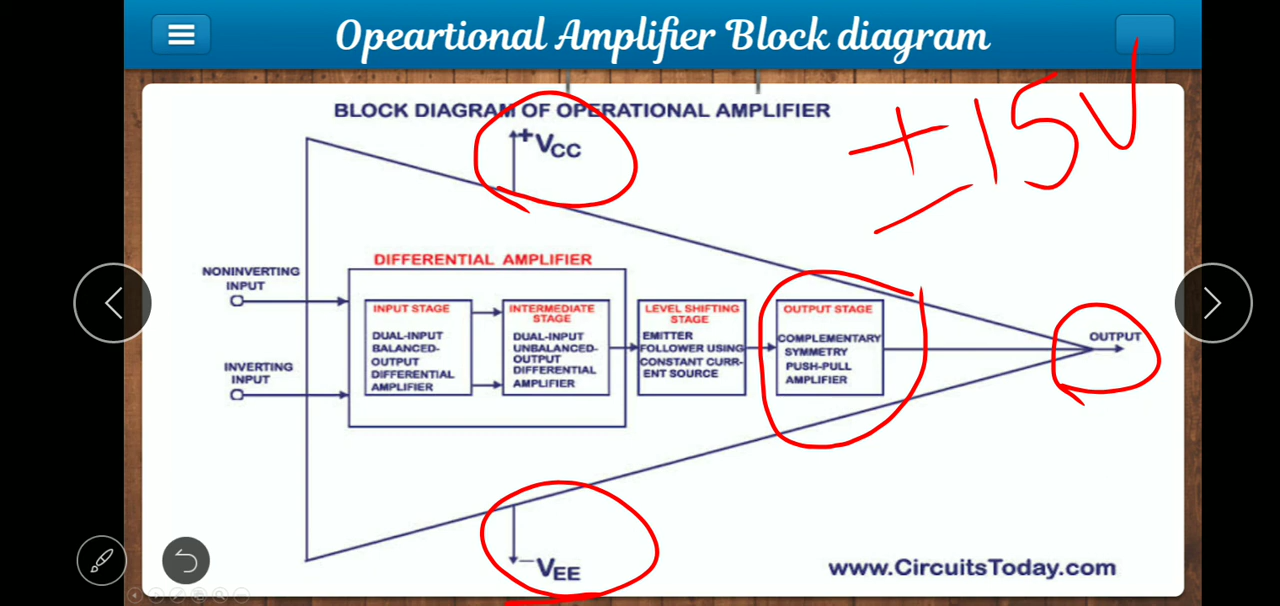 Opeartional Amplifier Block diagram
BLOCK DIAGRAM OF OPERATIONAL AMPLIFIER
+VCC
± 15V
DIFFERENTIAL AMPLIFIER
NONINVERTING
INPUT
INVERTING
INPUT
INPUT STAGE
DUAL-INPUT
BALANCED-
OUTPUT
DIFFERENTIAL
AMPLIFIER
INTERMEDIATE
STAGE
DUAL-INPUT
UNBALANCED-
OUTPUT
DIFFERENTIAL
AMPLIFIER
LEVEL SHIFTING
STAGE
EMITTER
FOLLOWER USING
CONSTANT CURR-
ENT SOURCE
OUTPUT STAGE
COMPLEMENTARY
SYMMETRY
PUSH-PULL
AMPLIFIER
OUTPUT
-VEE
www.CircuitsToday.com